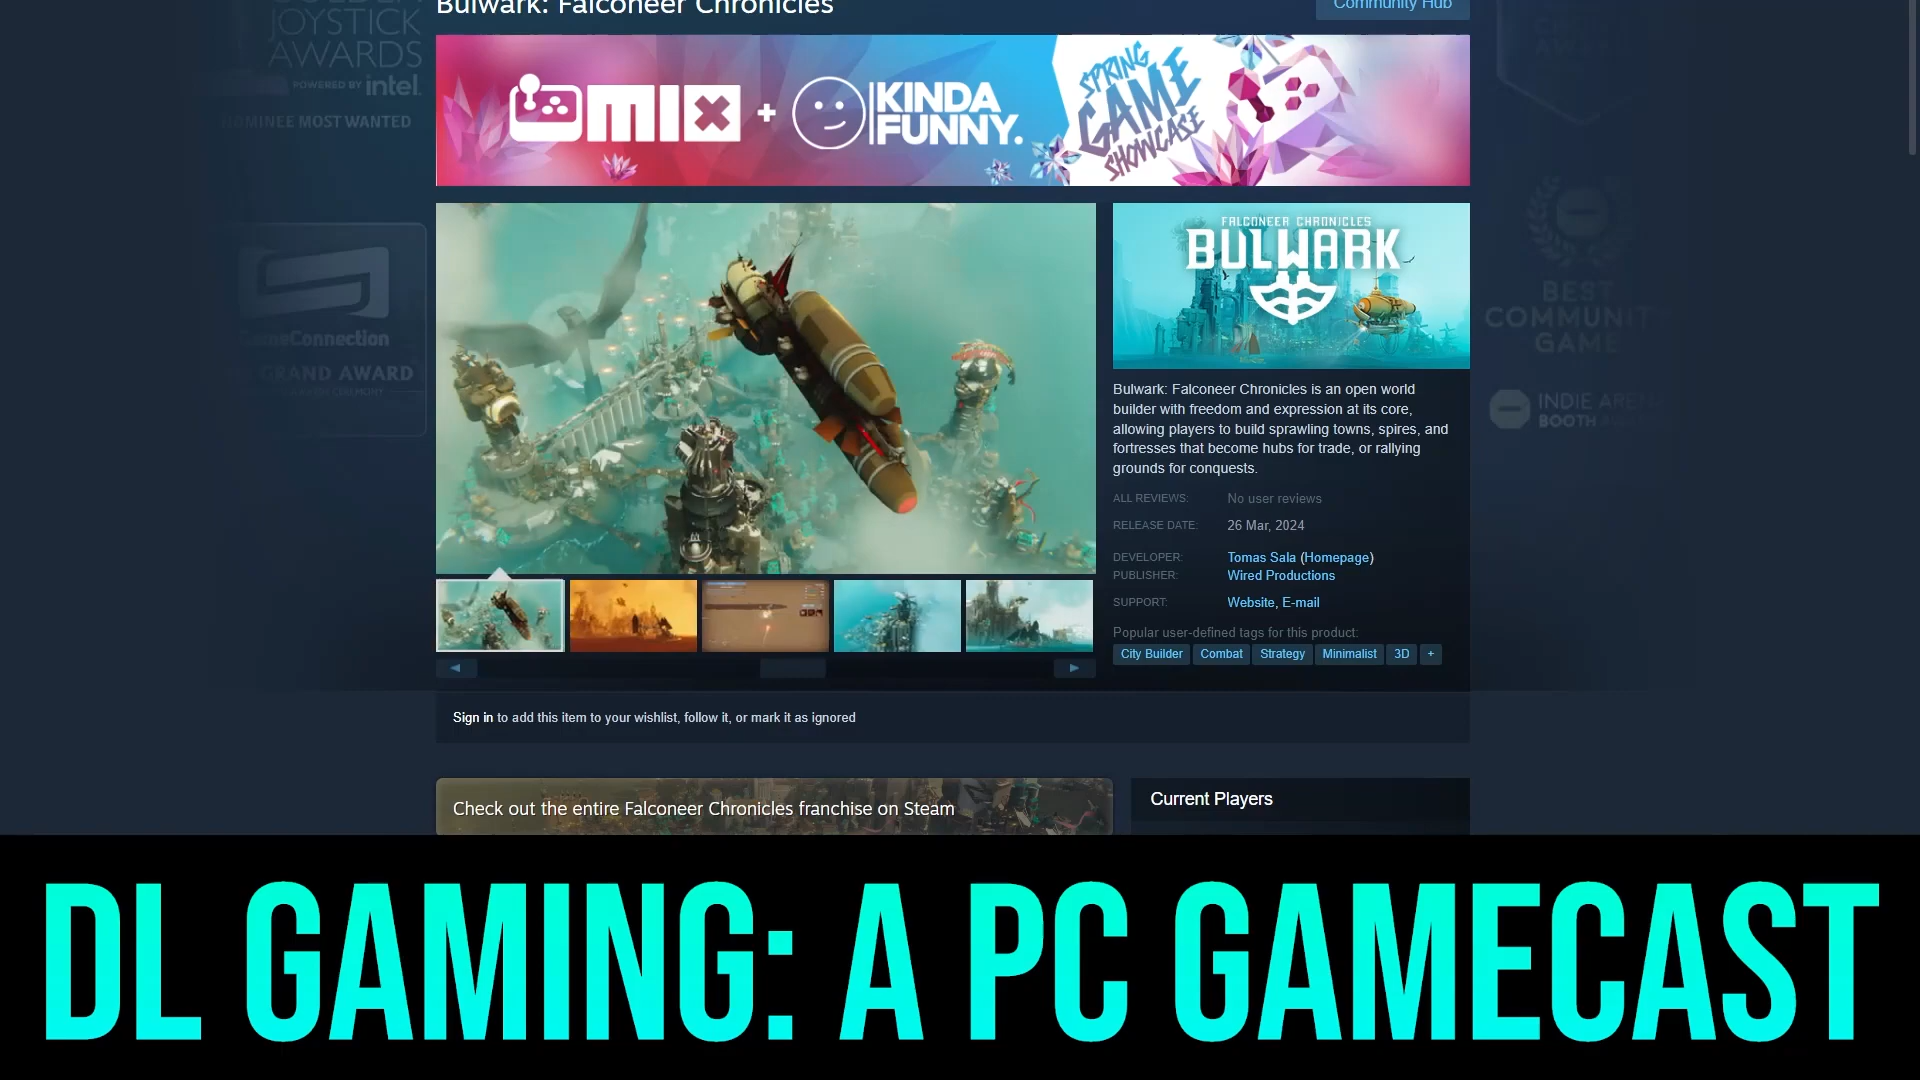 Bulwark: Falconeer Chronicles
Community Hub
JOYSTICK
AWARDS
POWERED BY intel.
NOMINEE MOST WANTED
MIX + KINDA FUNNY.
SPRING GAME SHOWCASE
GameConnection
GRAND AWARD
FALCONEER CHRONICLES
BULWARK
BEST
COMMUNITY
GAME
INDIE ARENA
BOOTH
Bulwark: Falconeer Chronicles is an open world
builder with freedom and expression at its core,
allowing players to build sprawling towns, spires, and
fortresses that become hubs for trade, or rallying
grounds for conquests.
ALL REVIEWS: No user reviews
RELEASE DATE: 26 Mar, 2024
DEVELOPER: Tomas Sala (Homepage)
PUBLISHER: Wired Productions
SUPPORT: Website, E-mail
Popular user-defined tags for this product:
City Builder Combat Strategy Minimalist 3D +
Sign in to add this item to your wishlist, follow it, or mark it as ignored
Check out the entire Falconeer Chronicles franchise on Steam
Current Players
DL GAMING: A PC GAMECAST